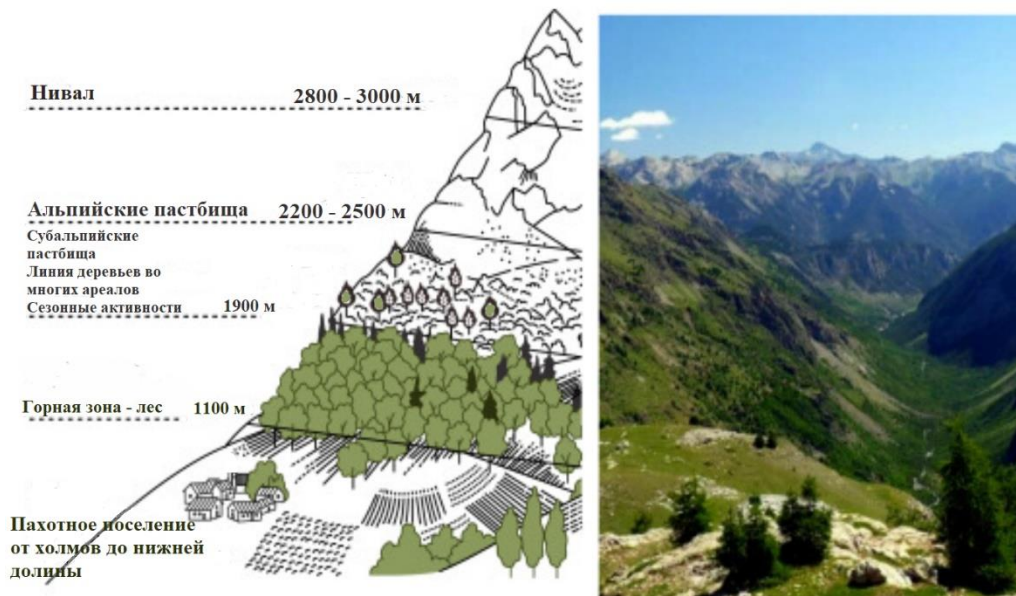 Нивал 2800 - 3000 м
Альпийские пастбища 2200 - 2500 м
Субальпийские
пастбища
Линия деревьев во
многих ареалов
Сезонные активности 1900 м
Горная зона - лес 1100 м
Пахотное поселение
от холмов до нижней
долины